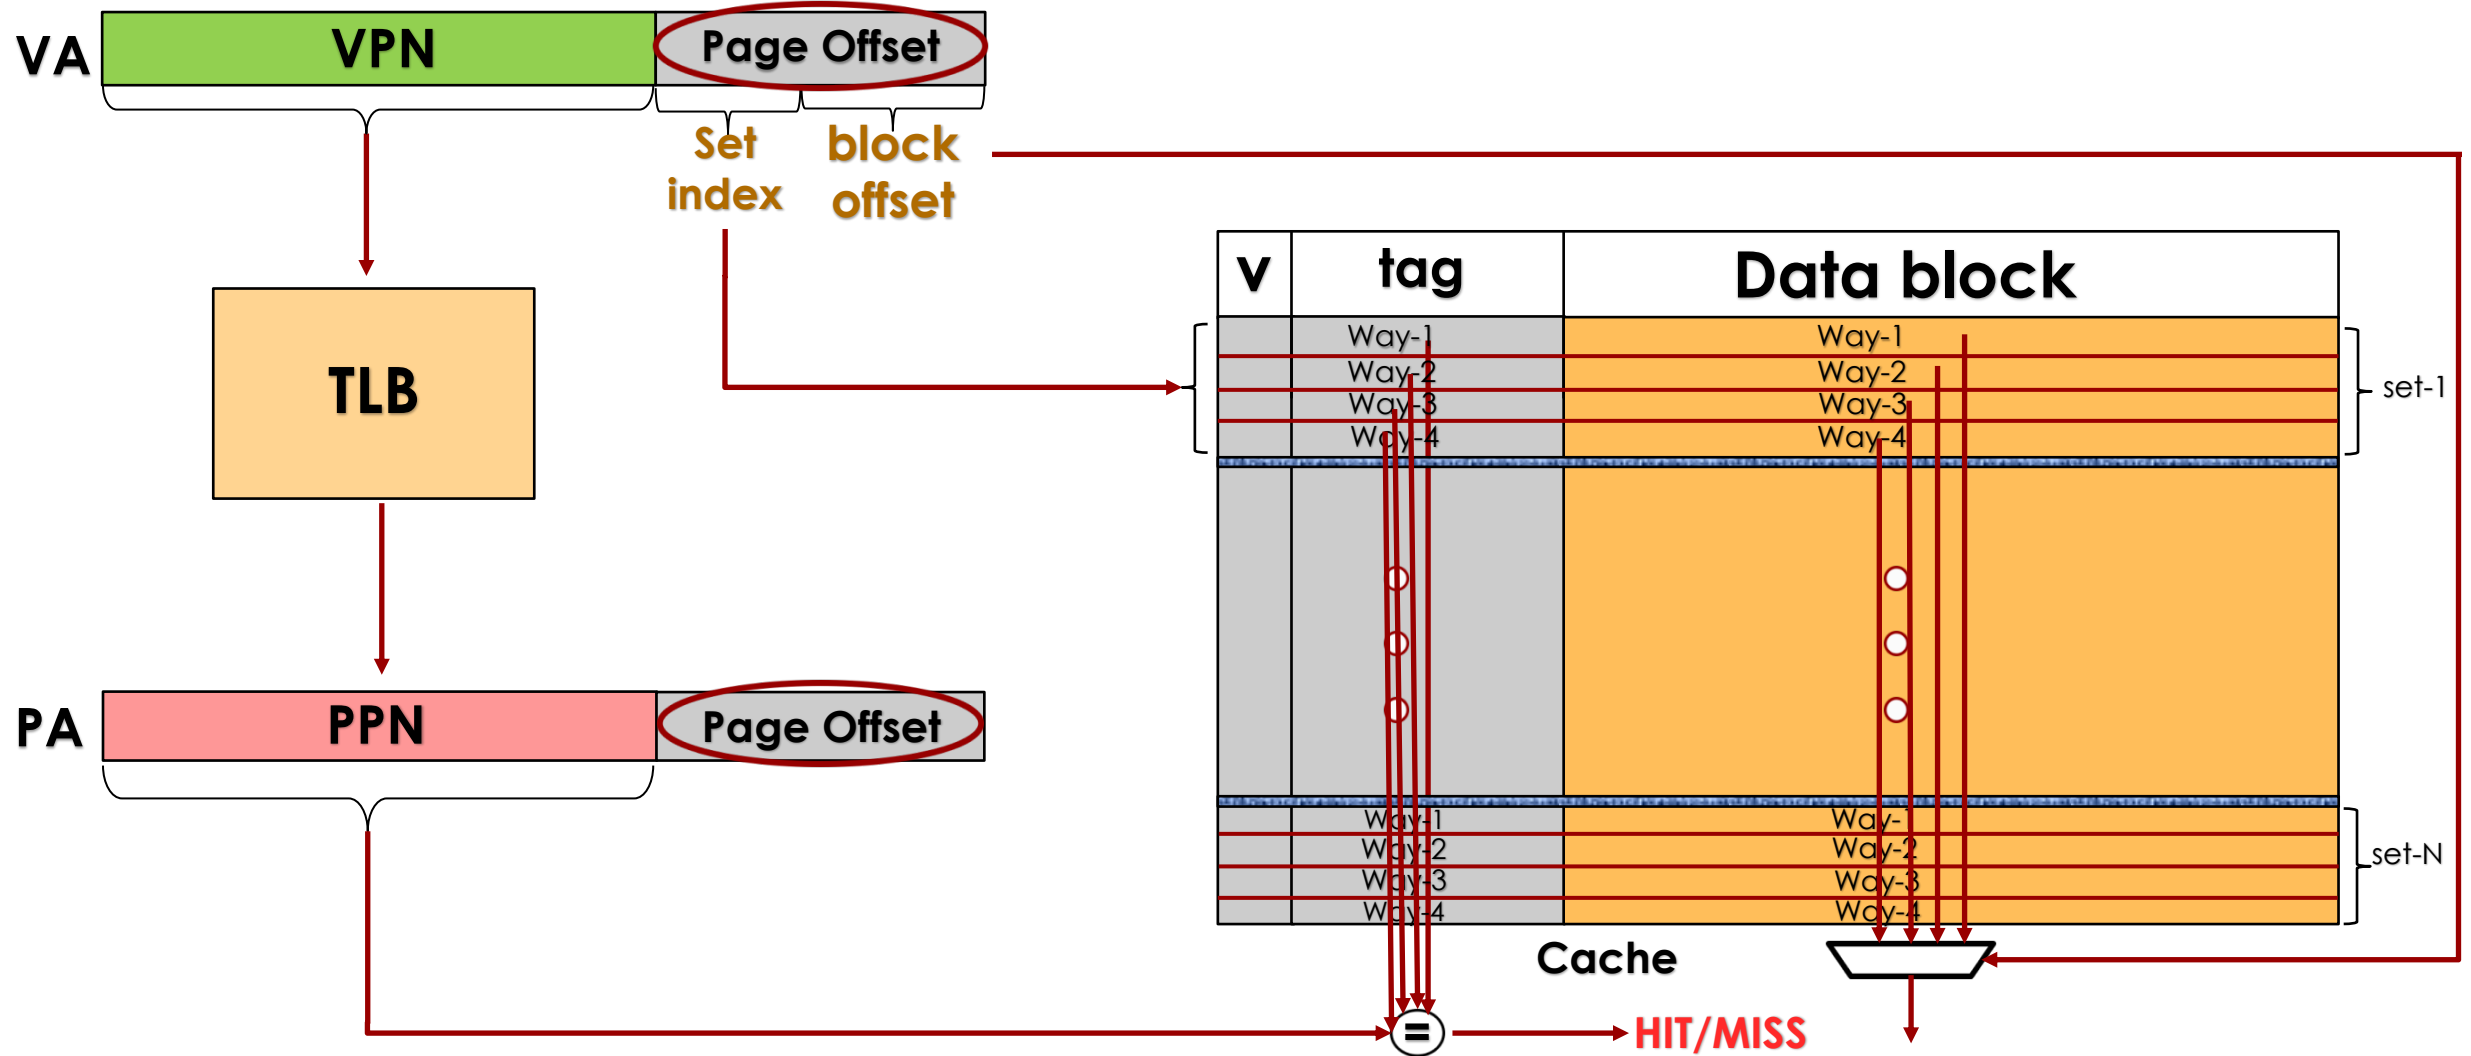 VA
VPN
Page Offset
Set
index
block
offset
v
tag
Data block
Way-1
Way-1
Way-2
Way-2
Way-3
Way-3
Way-4
Way-4
set-1
TLB
PA
PPN
Page Offset
Way-1
Way-1
Way-2
Way-2
Way-3
Way-3
Way-4
Way-4
set-N
Cache
=
HIT/MISS